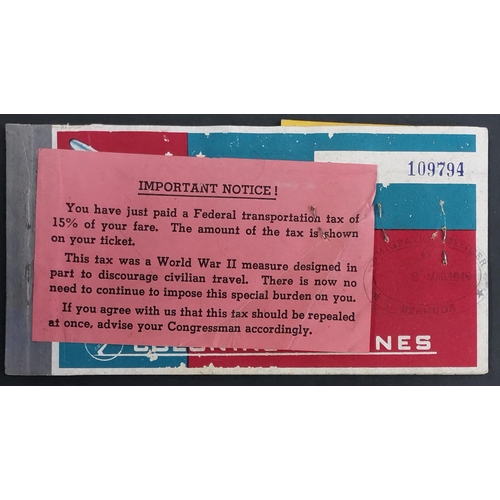 109794
IMPORTANT NOTICE!
You have just paid a Federal transportation tax of
15% of your fare. The amount of the tax is shown
on your ticket.
This tax was a World War II measure designed in
part to discourage civilian travel. There is now no
need to continue to impose this special burden on you.
If you agree with us that this tax should be repealed
at once, advise your Congressman accordingly.
NES
BERMUDA